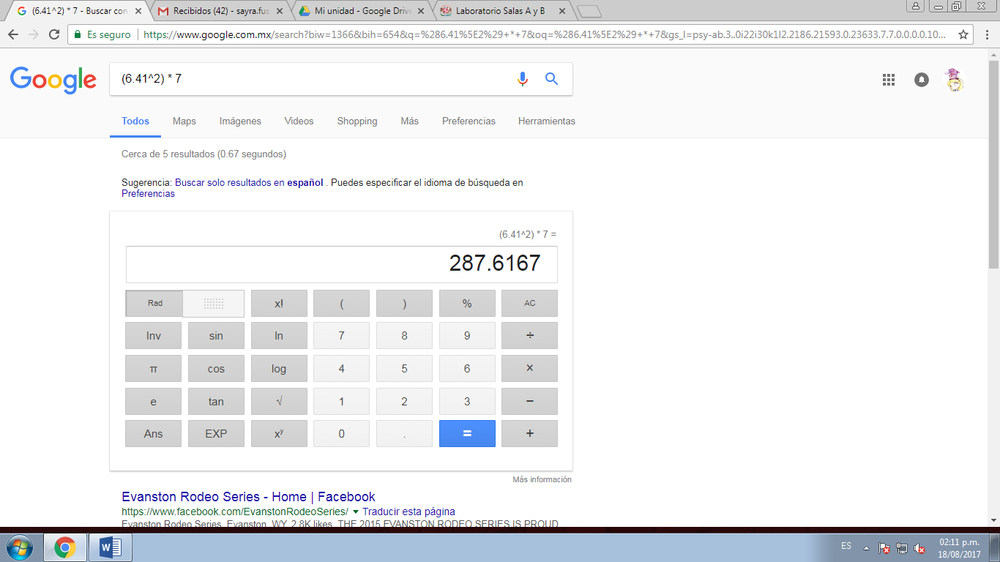 (6.41^2) * 7 - Buscar con
Recibidos (42) - sayra.fus
Mi unidad - Google Drive
Laboratorio Salas A y B
Es seguro
https://www.google.com.mx/search?biw=1366&bih=654&q=%286.41%5E2%29+*+7&oq=%286.41%5E2%29+*+7&gs_l=psy-ab.3..0i22i30k1l2.2186.21593.0.23633.7.7.0.0.0.0.10...
Google
(6.41^2) * 7
Todos Maps Imágenes Videos Shopping Más Preferencias Herramientas
Cerca de 5 resultados (0.67 segundos)
Sugerencia: Buscar solo resultados en español . Puedes especificar el idioma de búsqueda en
Preferencias
(6.41^2) * 7 =
287.6167
Rad x! ( ) % AC
Inv sin ln 7 8 9 ÷
π cos log 4 5 6 ×
e tan √ 1 2 3 −
Ans EXP xʸ 0 . = +
Más información
Evanston Rodeo Series - Home | Facebook
https://www.facebook.com/EvanstonRodeoSeries/ Traducir esta página
Evanston Rodeo Series, Evanston, WY. 2.8K likes. THE 2015 EVANSTON RODEO SERIES IS PROUD
ES
02:11 p.m.
18/08/2017